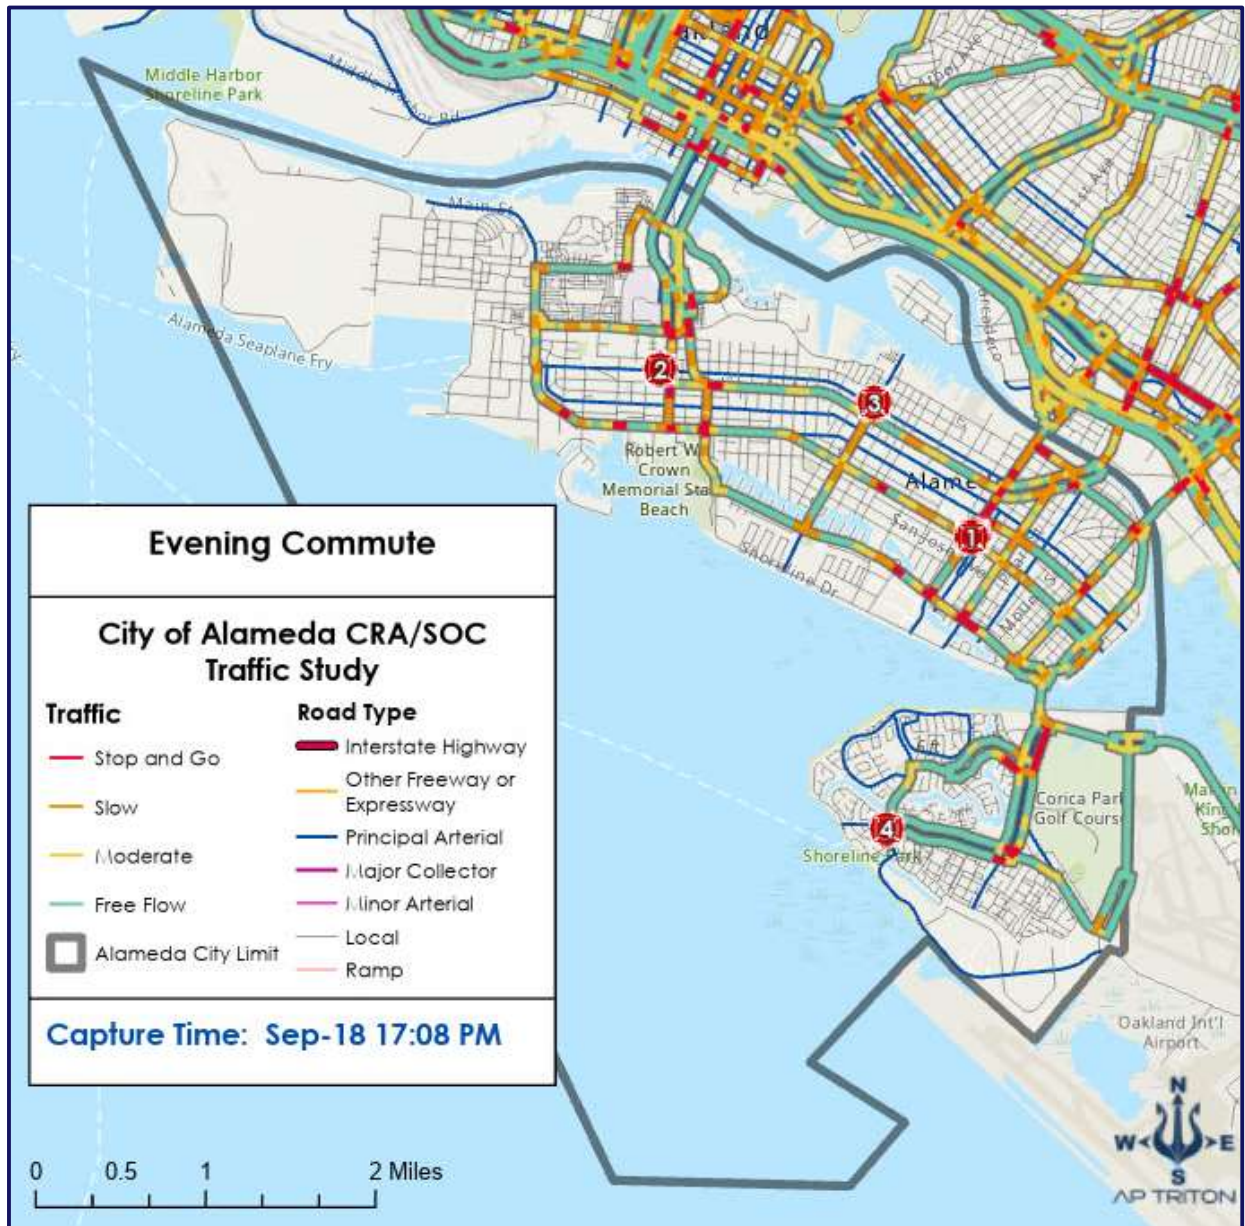 Middle Harbor
Shoreline Park
Main St
Alameda Seaplane Fry
2
3
Robert W
Crown
Memorial Sta
Beach
Alame
San Jose
1
Shoreline Dr
Evening Commute
City of Alameda CRA/SOC
Traffic Study
Traffic
Stop and Go
Slow
Moderate
Free Flow
Alameda City Limit
Road Type
Interstate Highway
Other Freeway or
Expressway
Principal Arterial
Major Collector
Minor Arterial
Local
Ramp
Capture Time: Sep-18 17:08 PM
Corica Park
Golf Course
4
Shoreline Park
Oakland Int'l
Airport
0 0.5 1 2 Miles
N
W E
S
AP TRITON